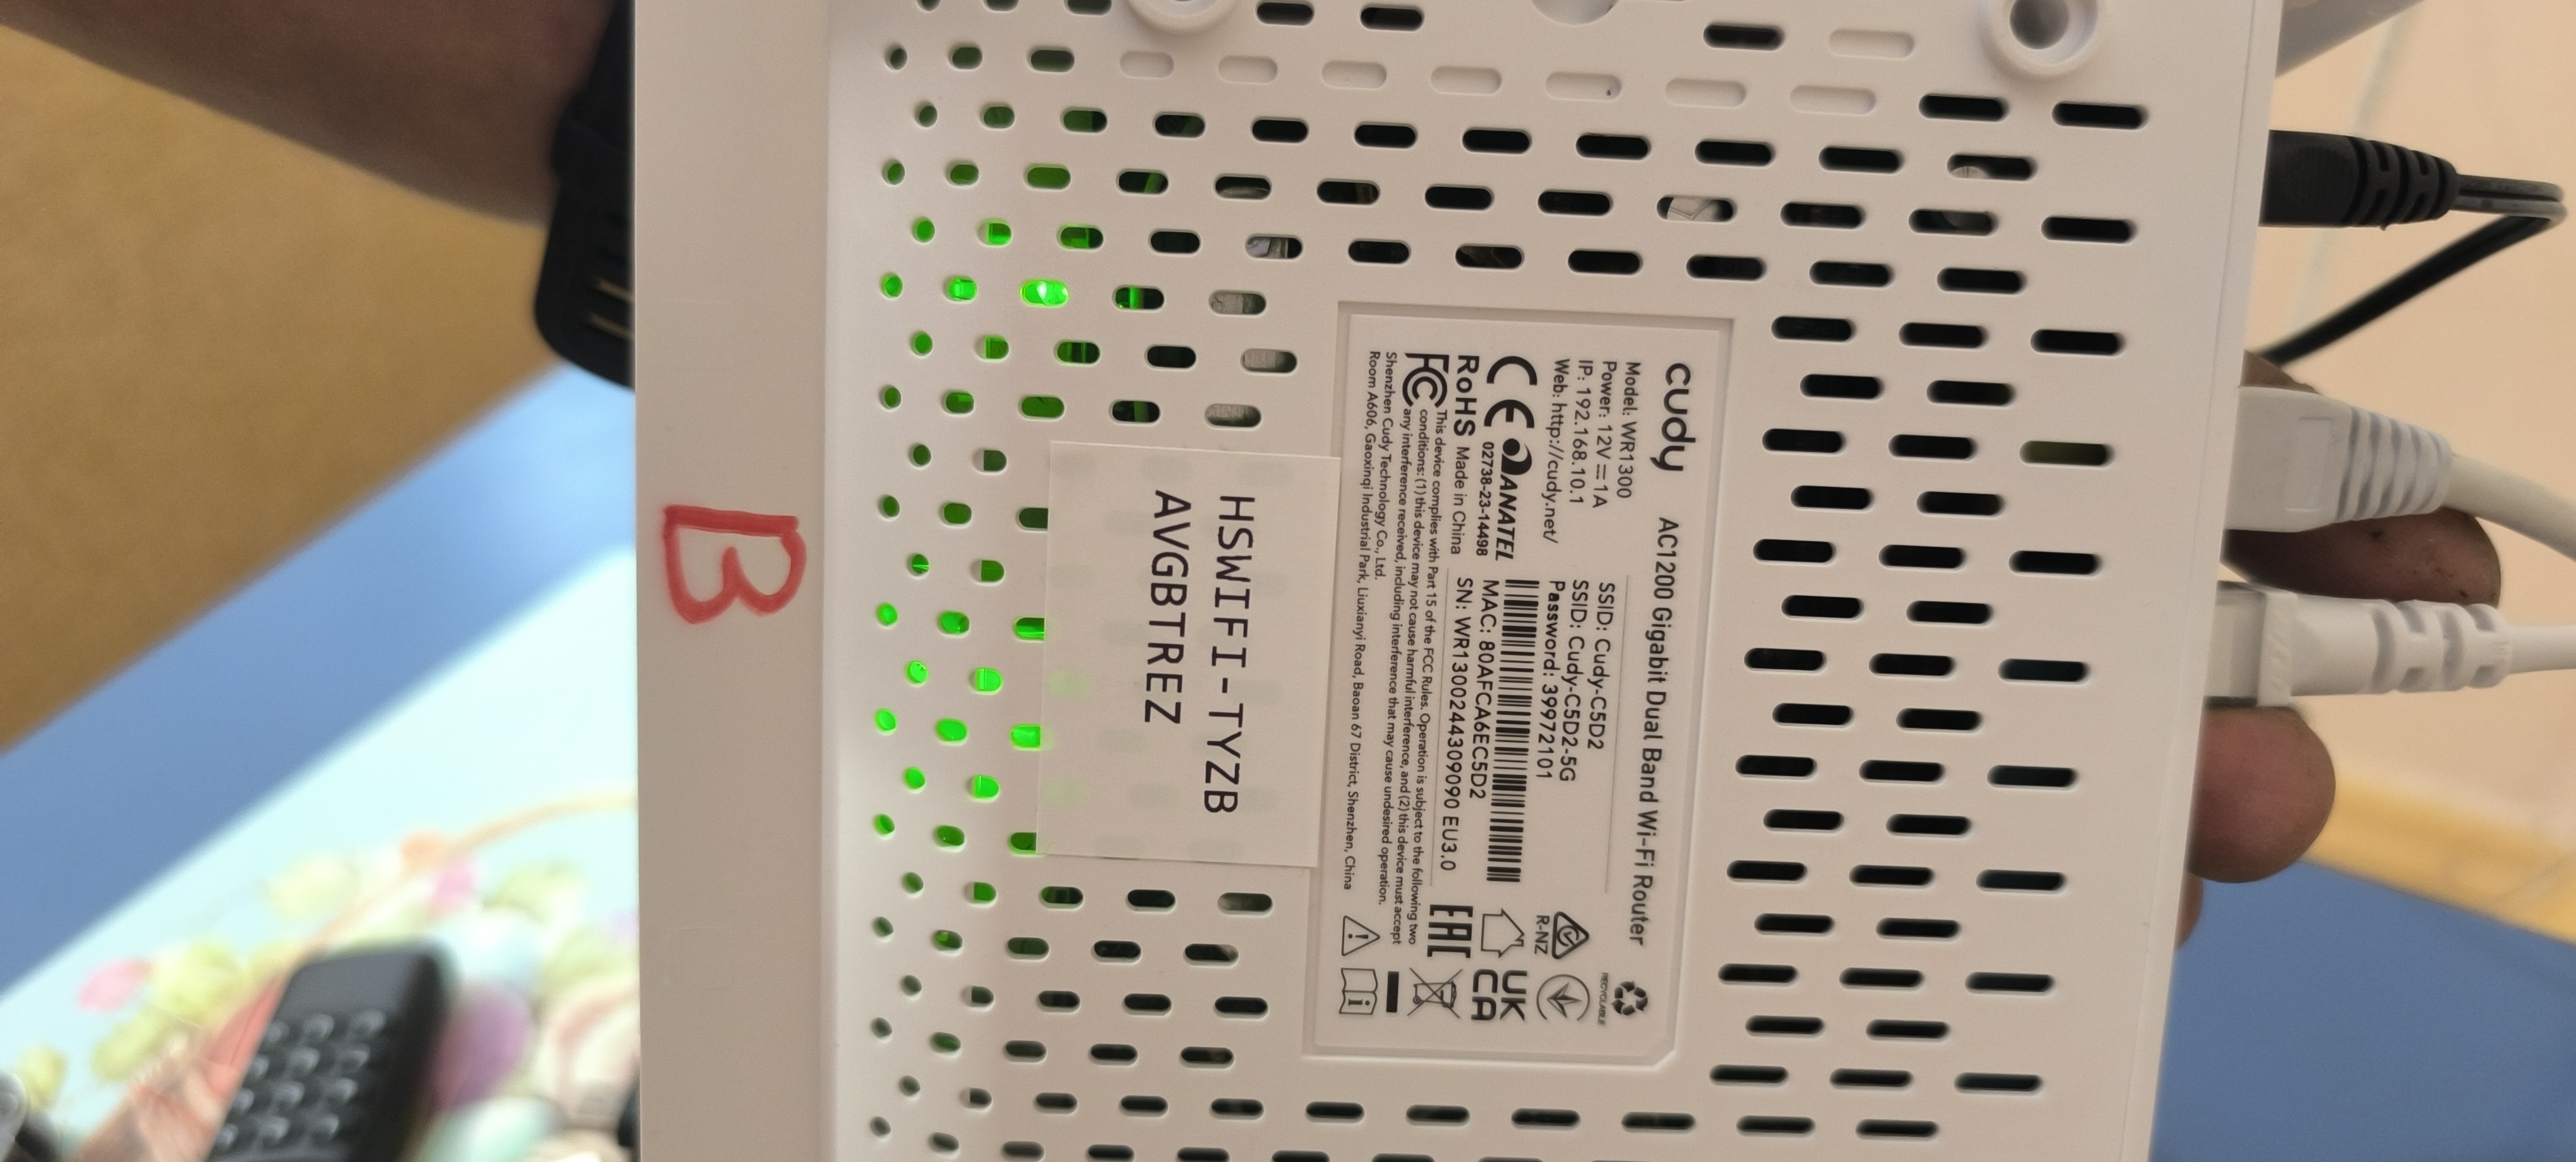 cudy
AC1200 Gigabit Dual Band Wi-Fi Router
Model: WR1300
Power: 12V⎓1A
IP: 192.168.10.1
Web: http://cudy.net/
SSID: Cudy-C5D2
SSID: Cudy-C5D2-5G
Password: 39972101
CE ANATEL
02738-23-14498
RoHS Made in China
MAC: 80AFCA6EC5D2
SN: WR1300244309090 EU3.0
FC This device complies with Part 15 of the FCC Rules. Operation is subject to the following two
conditions: (1) this device may not cause harmful interference, and (2) this device must accept
any interference received, including interference that may cause undesired operation.
Shenzhen Cudy Technology Co., Ltd.
Room A606, Gaoxinqi Industrial Park, Liuxianyi Road, Baoan 67 District, Shenzhen, China
RECYCLABLE
R-NZ
UK
CA
EAC
HSWIFI-TYZB
AVGBTREZ
B